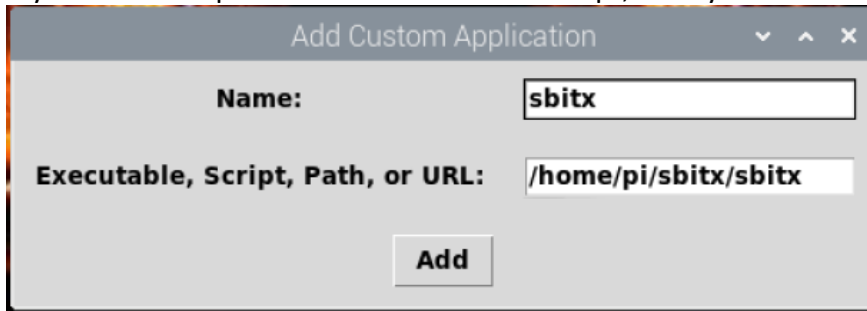 Add Custom Application
Name: sbitx
Executable, Script, Path, or URL: /home/pi/sbitx/sbitx
Add